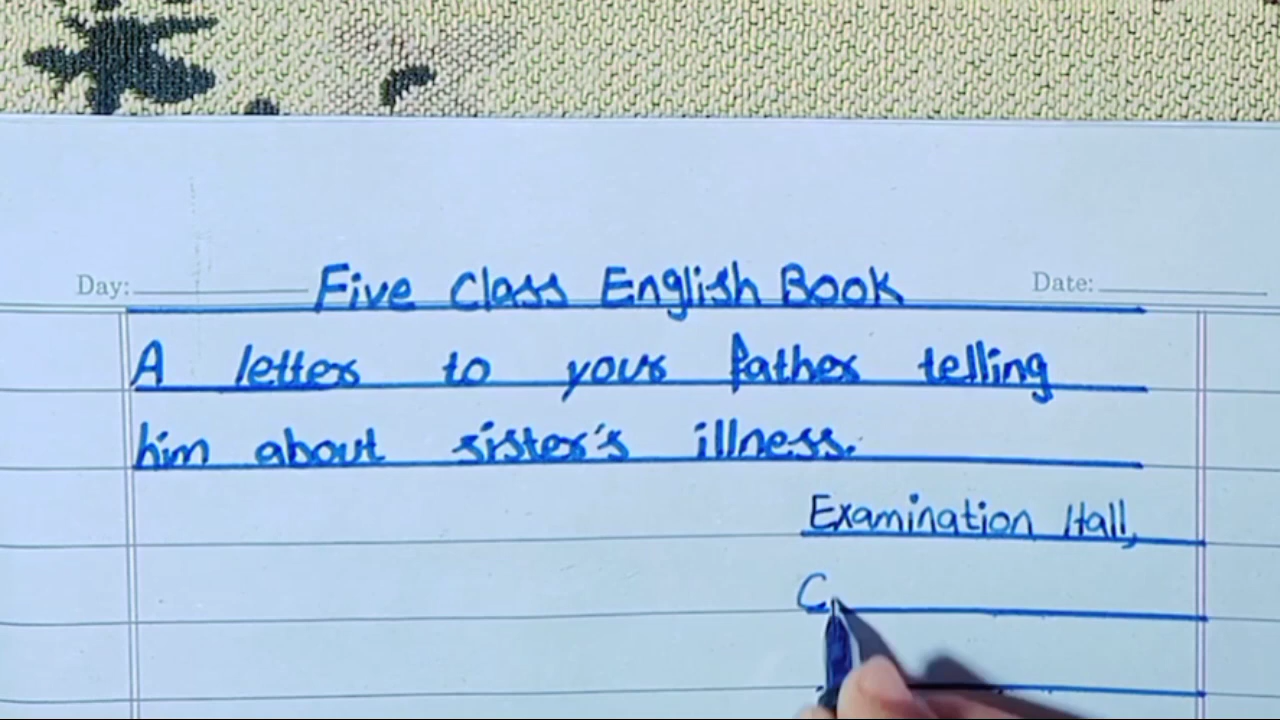 Day: Five Class English Book Date:
A letter to your father telling
him about sister's illness.
Examination Hall,
C